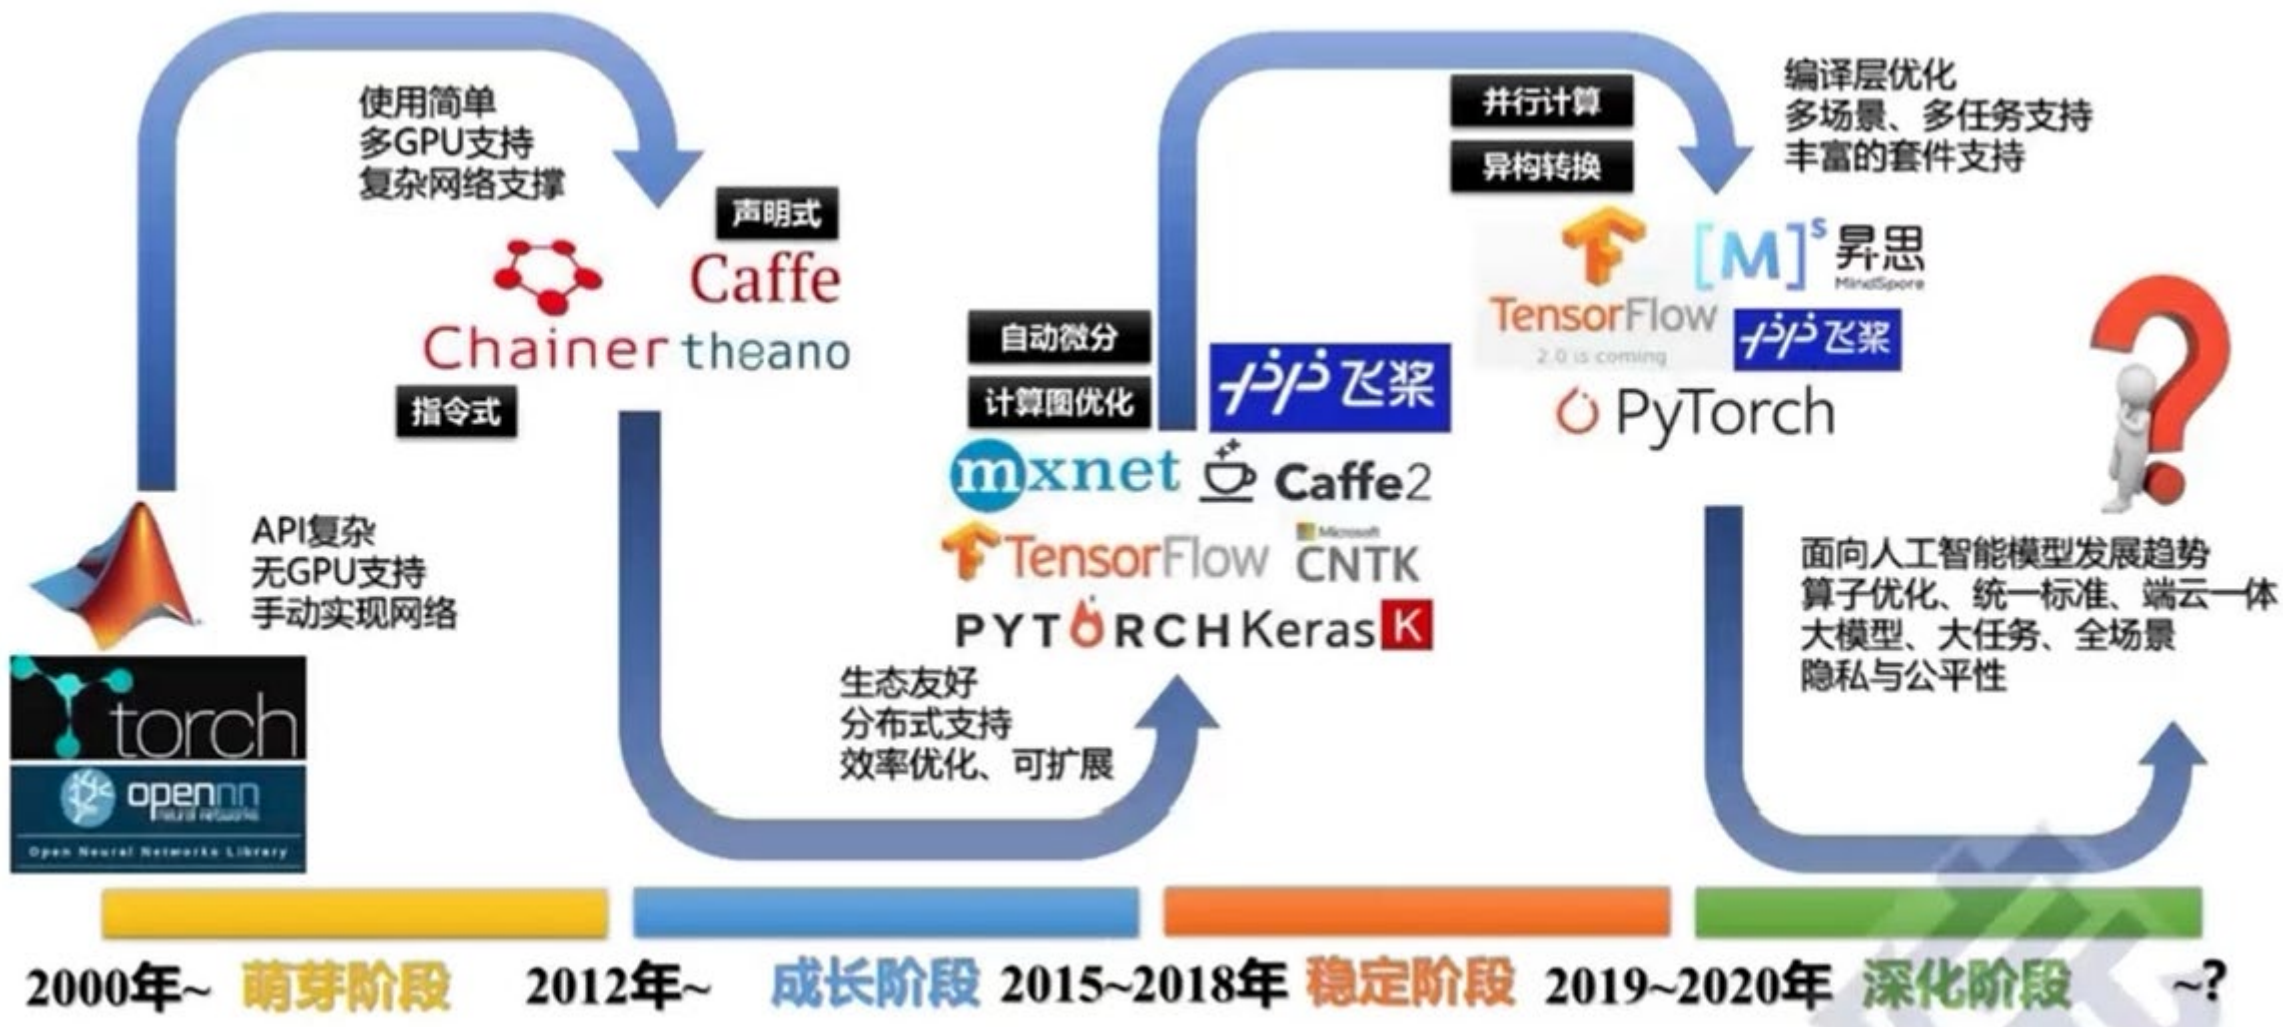 使用简单
多GPU支持
复杂网络支撑
声明式
Caffe
Chainer
theano
指令式
API复杂
无GPU支持
手动实现网络
torch
opennn
neural networks
Open Neural Networks Library
自动微分
计算图优化
飞桨
mxnet
Caffe2
TensorFlow
Microsoft
CNTK
PYTORCH
Keras
K
生态友好
分布式支持
效率优化、可扩展
并行计算
异构转换
编译层优化
多场景、多任务支持
丰富的套件支持
TensorFlow
2.0 is coming
[M]s
昇思
MindSpore
飞桨
PyTorch
面向人工智能模型发展趋势
算子优化、统一标准、端云一体
大模型、大任务、全场景
隐私与公平性
2000年~ 萌芽阶段 2012年~ 成长阶段 2015~2018年 稳定阶段 2019~2020年 深化阶段 ~?